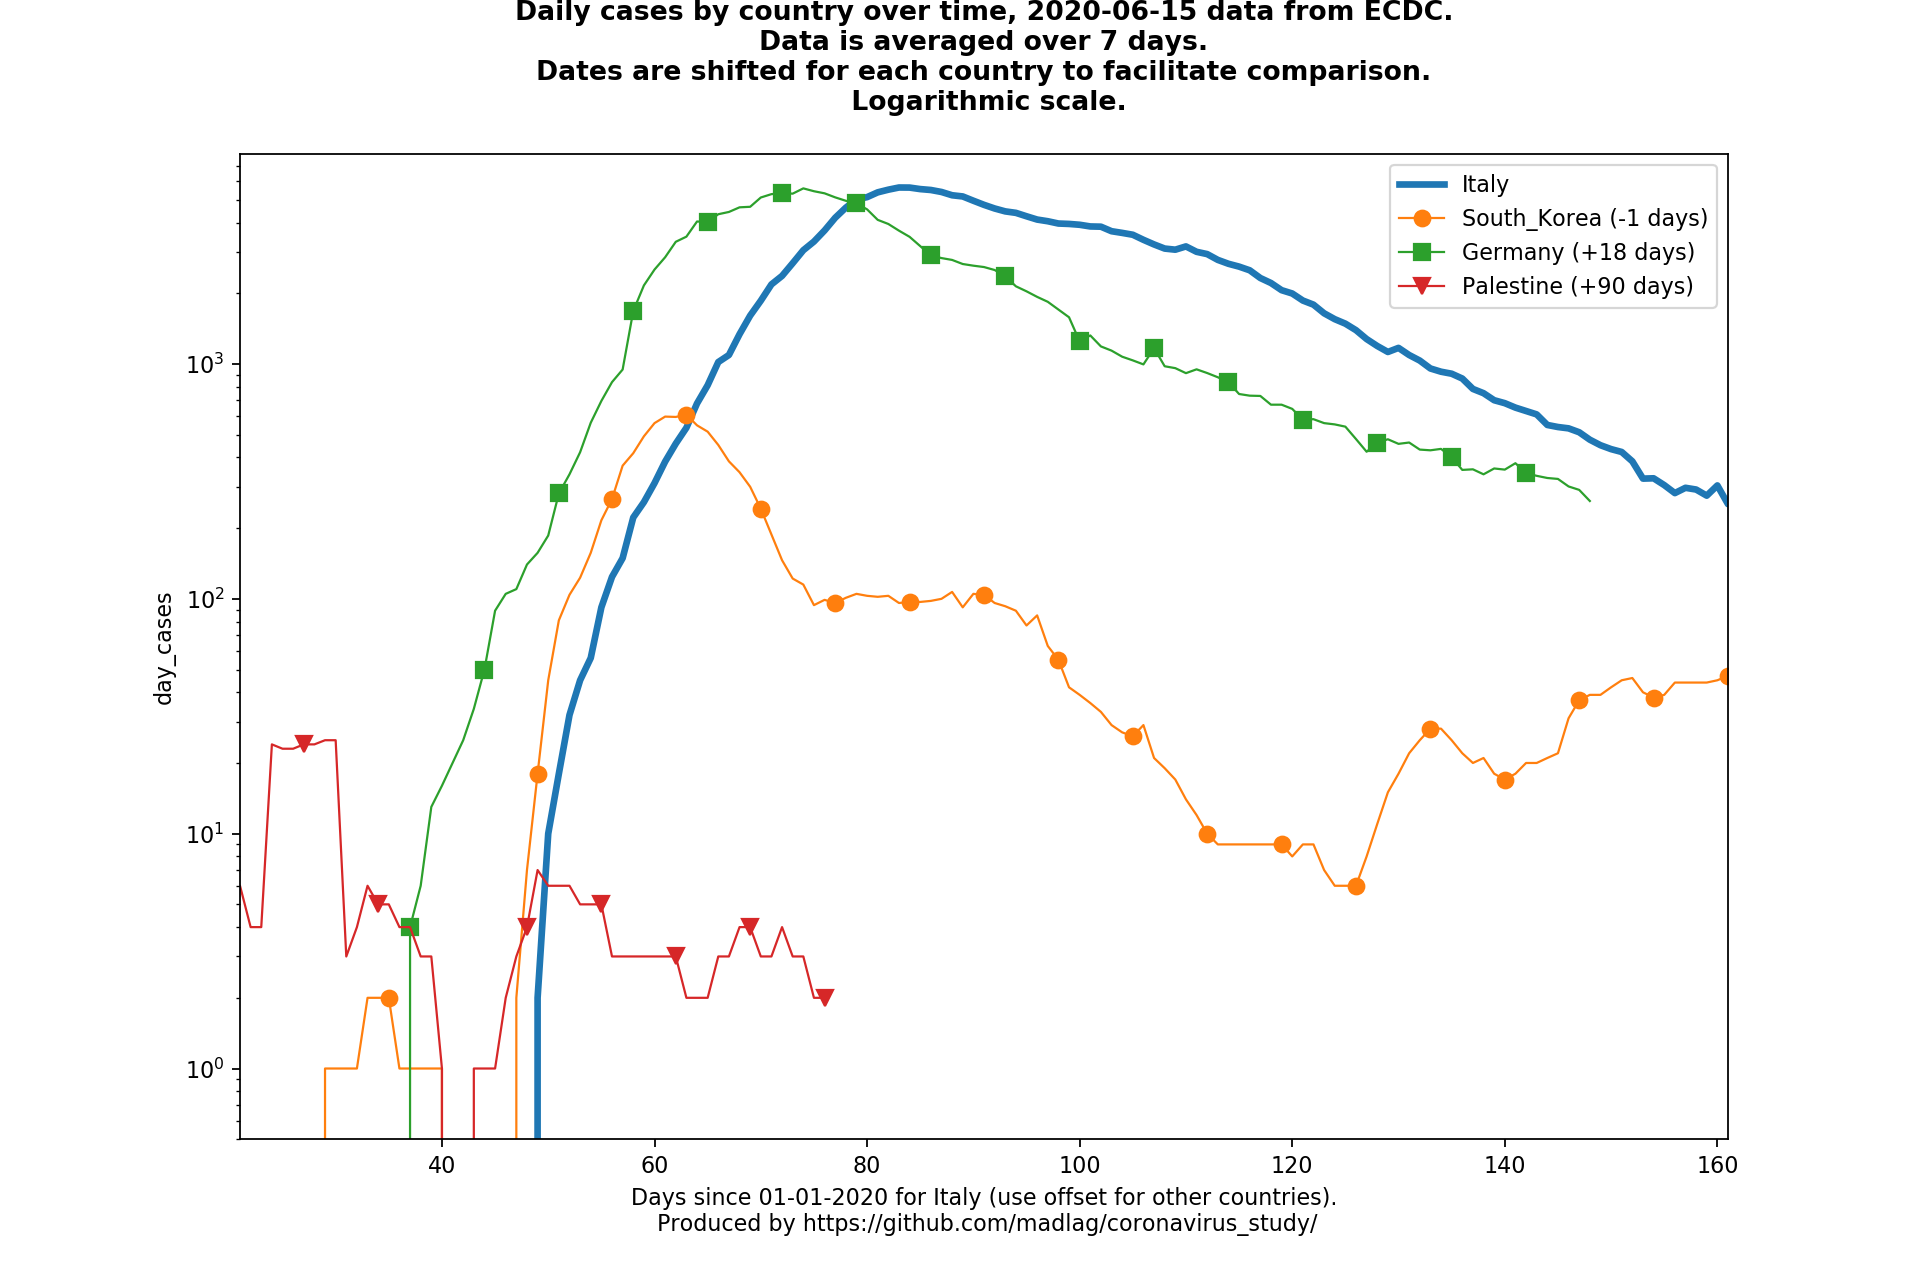 Daily cases by country over time, 2020-06-15 data from ECDC.
Data is averaged over 7 days.
Dates are shifted for each country to facilitate comparison.
Logarithmic scale.
Italy
South_Korea (-1 days)
Germany (+18 days)
Palestine (+90 days)
day_cases
10³
10²
10¹
10⁰
40 60 80 100 120 140 160
Days since 01-01-2020 for Italy (use offset for other countries).
Produced by https://github.com/madlag/coronavirus_study/